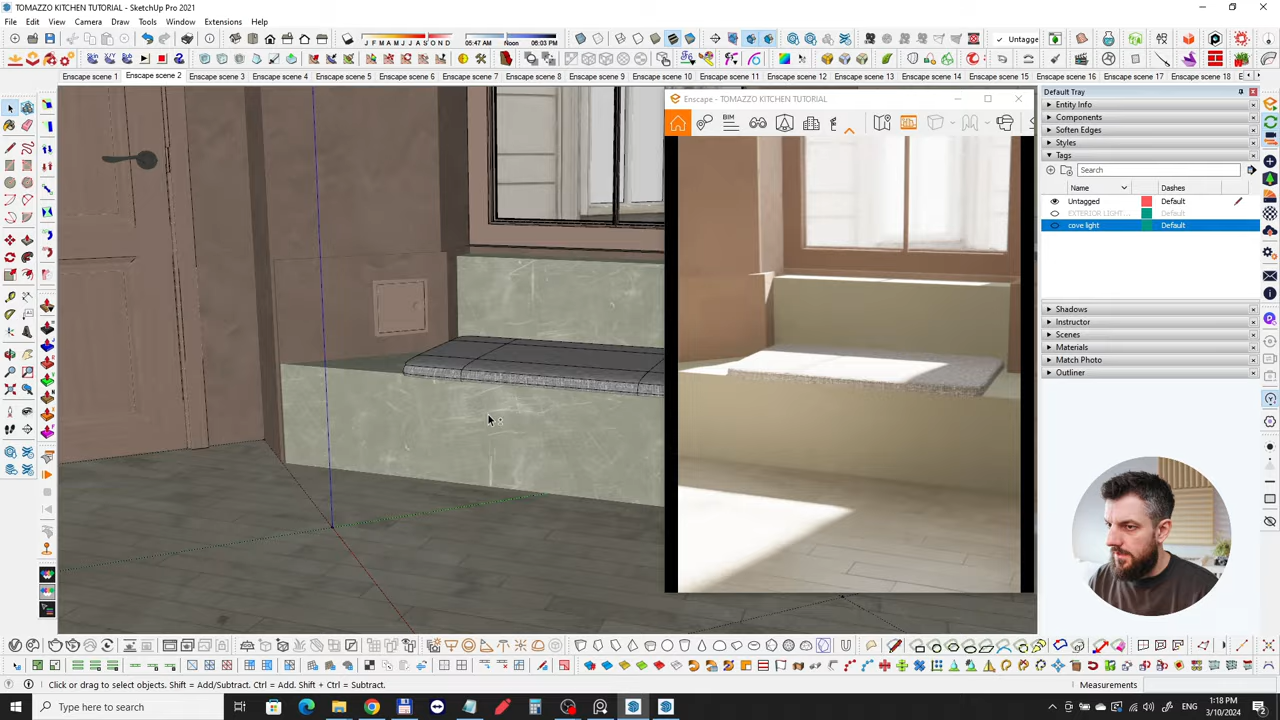 TOMAZZO KITCHEN TUTORIAL - SketchUp Pro 2021
File Edit View Camera Draw Tools Window Extensions Help
J F M A M J J A S O N D 05:47 AM Noon 06:03 PM Untagge
Enscape scene 1 Enscape scene 2 Enscape scene 3 Enscape scene 4 Enscape scene 5 Enscape scene 6 Enscape scene 7 Enscape scene 8 Enscape scene 9 Enscape scene 10 Enscape scene 11 Enscape scene 12 Enscape scene 13 Enscape scene 14 Enscape scene 15 Enscape scene 16 Enscape scene 17 Enscape scene 18 E
Enscape - TOMAZZO KITCHEN TUTORIAL
BIM
Default Tray
Entity Info
Components
Soften Edges
Styles
Tags
Search
Name Dashes
Untagged Default
EXTERIOR LIGHT... Default
cove light Default
Shadows
Instructor
Scenes
Materials
Match Photo
Outliner
Click or drag to select objects. Shift = Add/Subtract. Ctrl = Add. Shift + Ctrl = Subtract. Measurements
Type here to search
ENG
1:18 PM
3/10/2024